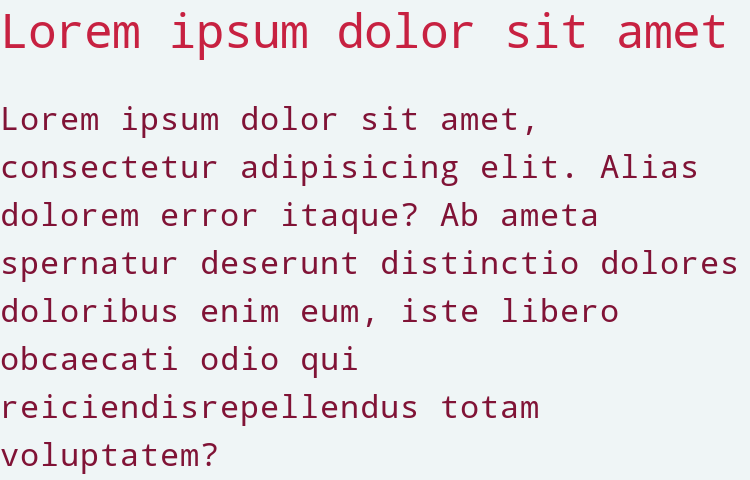 Lorem ipsum dolor sit amet
Lorem ipsum dolor sit amet,
consectetur adipisicing elit. Alias
dolorem error itaque? Ab ameta
spernatur deserunt distinctio dolores
doloribus enim eum, iste libero
obcaecati odio qui
reiciendisrepellendus totam
voluptatem?